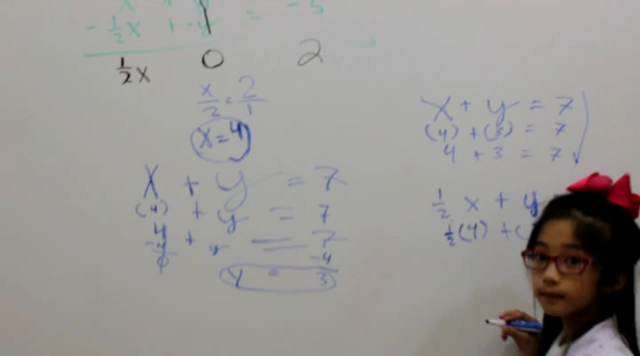 - ½x + -y = -5
½x 0 2
x/2 = 2/1
x = 4
x + y = 7
(4) + y = 7
4 + y = 7
-4 -4
y = 3
x + y = 7
(4) + (3) = 7
4 + 3 = 7
½ x + y
½(4) + (